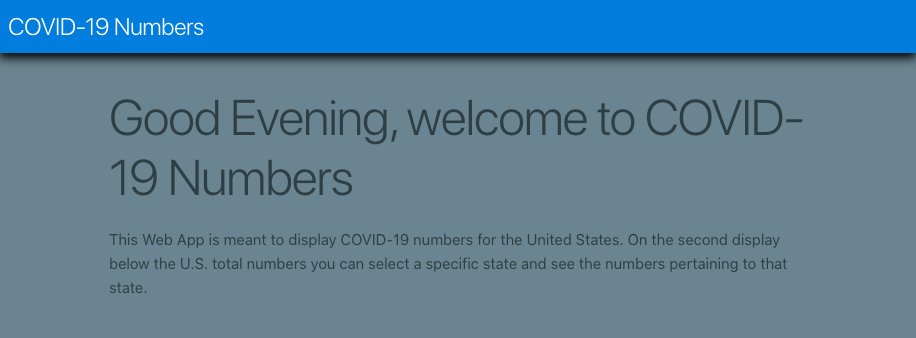 COVID-19 Numbers
Good Evening, welcome to COVID-
19 Numbers
This Web App is meant to display COVID-19 numbers for the United States. On the second display
below the U.S. total numbers you can select a specific state and see the numbers pertaining to that
state.